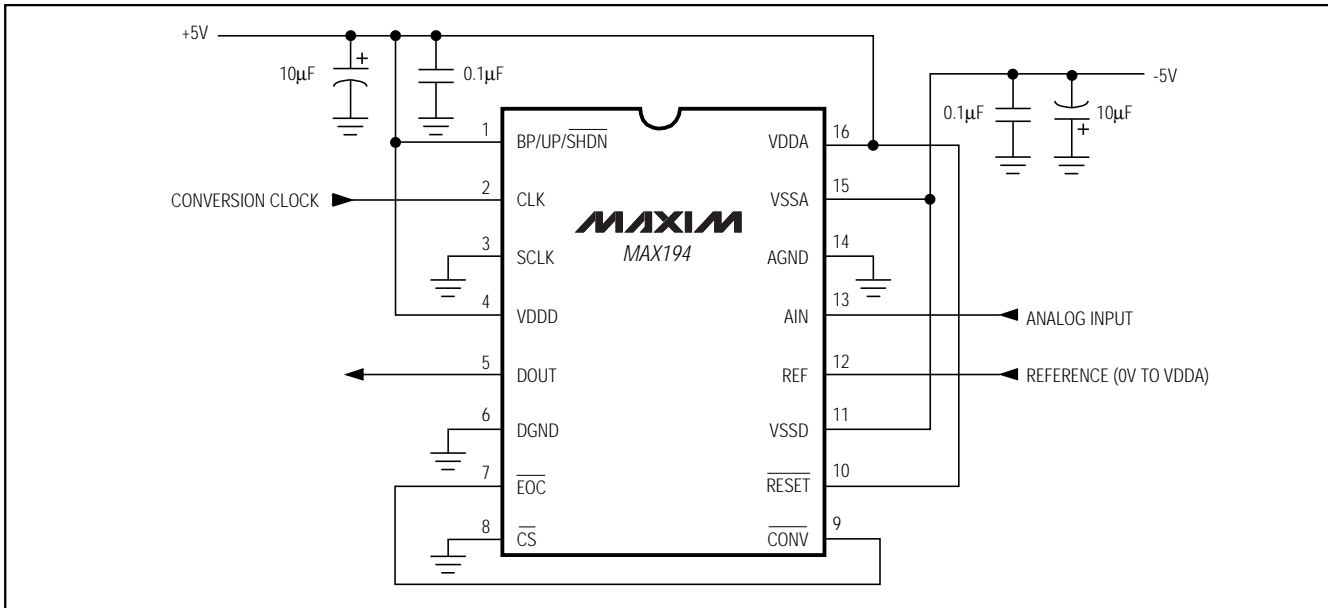 +5V
10μF
+
0.1μF
-5V
0.1μF
10μF
+
1
BP/UP/SHDN
VDDA
16
CONVERSION CLOCK
2
CLK
VSSA
15
MAXIM
MAX194
3
SCLK
AGND
14
4
VDDD
AIN
13
ANALOG INPUT
5
DOUT
REF
12
REFERENCE (0V TO VDDA)
6
DGND
VSSD
11
7
EOC
RESET
10
8
CS
CONV
9